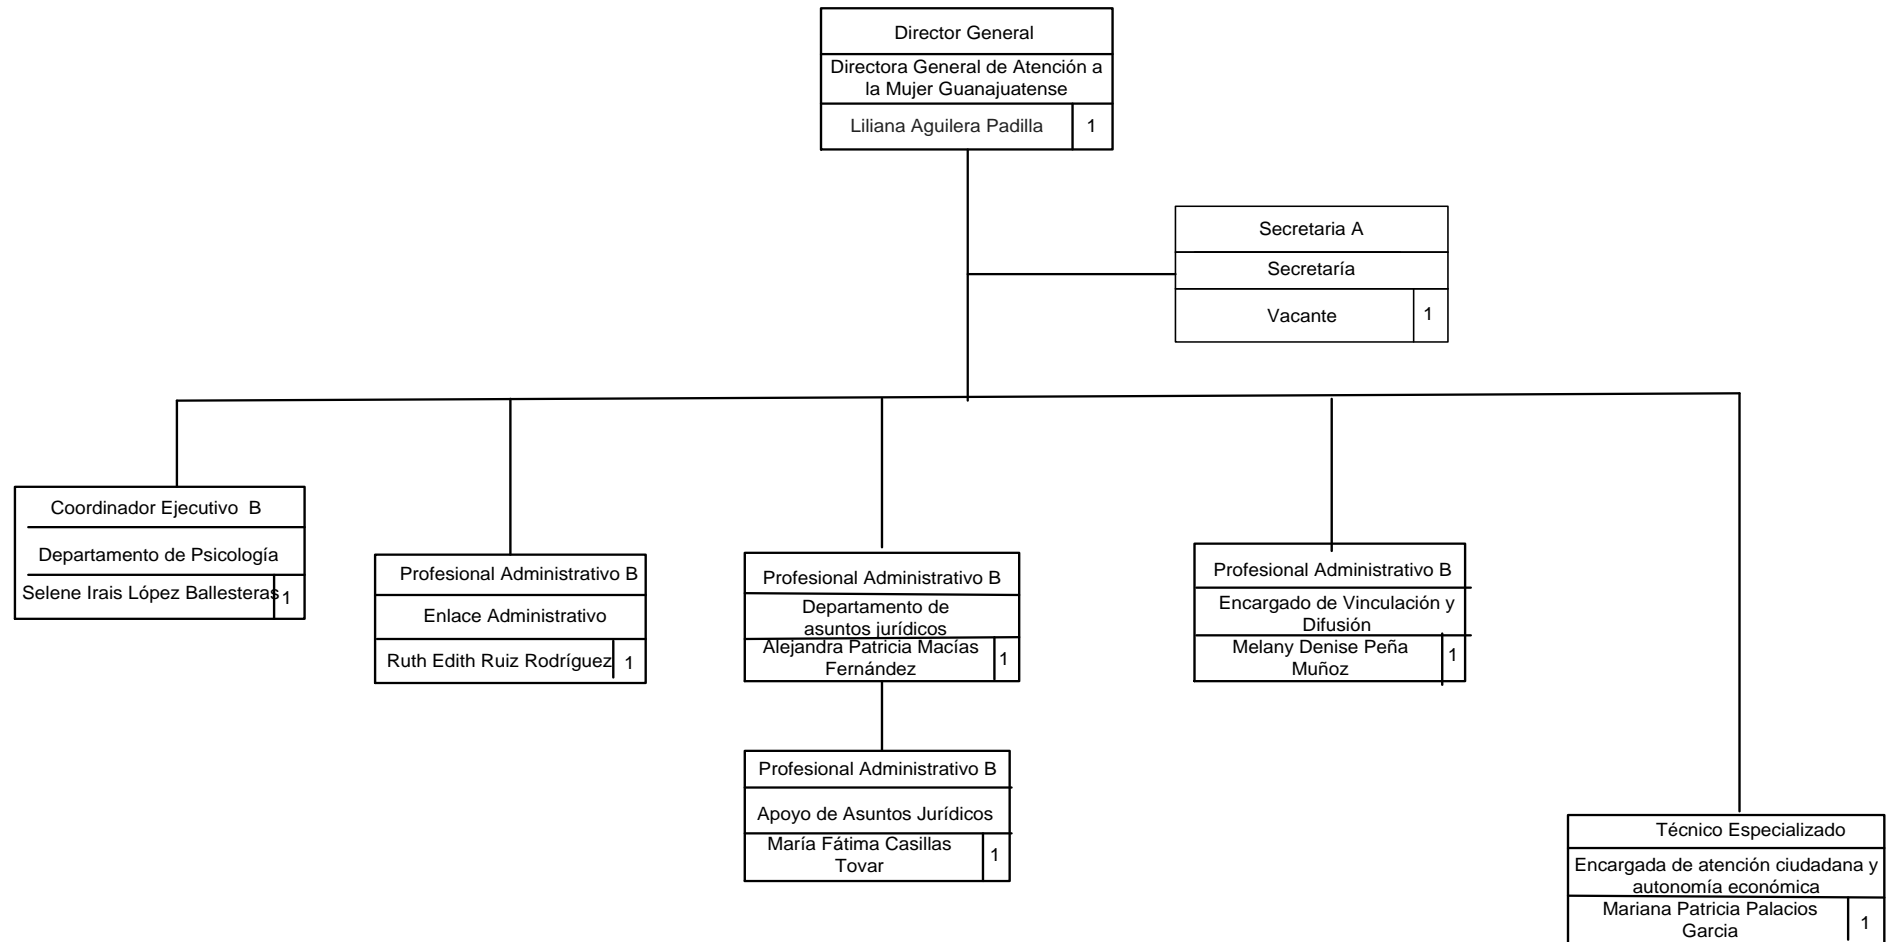 Director General
Directora General de Atención a
la Mujer Guanajuatense
Liliana Aguilera Padilla 1
Secretaria A
Secretaría
Vacante 1
Coordinador Ejecutivo B
Departamento de Psicología
Selene Irais López Ballesteras 1
Profesional Administrativo B
Enlace Administrativo
Ruth Edith Ruiz Rodríguez 1
Profesional Administrativo B
Departamento de
asuntos jurídicos
Alejandra Patricia Macías
Fernández 1
Profesional Administrativo B
Encargado de Vinculación y
Difusión
Melany Denise Peña
Muñoz 1
Profesional Administrativo B
Apoyo de Asuntos Jurídicos
María Fátima Casillas
Tovar 1
Técnico Especializado
Encargada de atención ciudadana y
autonomía económica
Mariana Patricia Palacios
Garcia 1